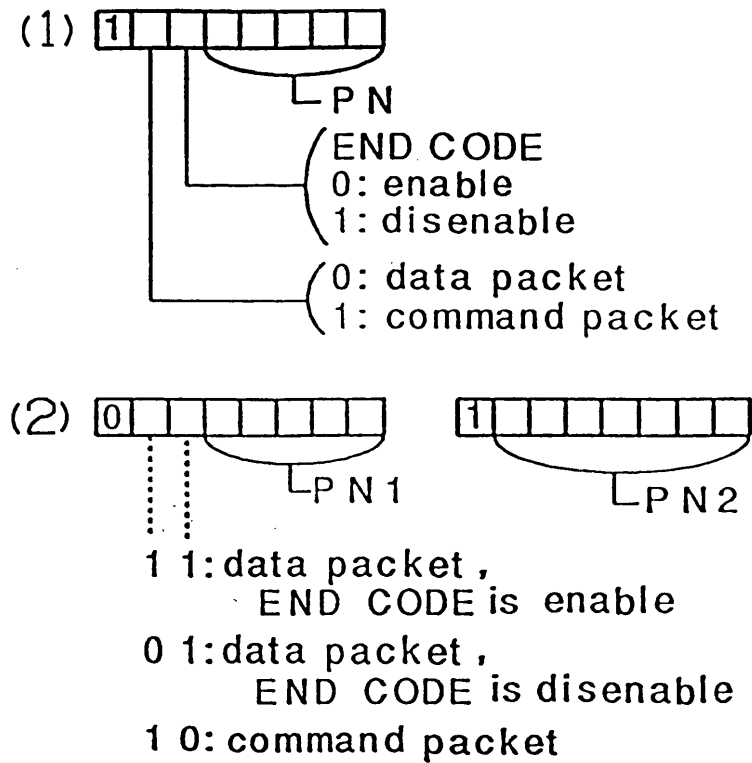 (1) 1
PN
END CODE
0: enable
1: disenable
0: data packet
1: command packet
(2) 0 1
PN1 PN2
1 1: data packet,
END CODE is enable
0 1: data packet,
END CODE is disenable
1 0: command packet